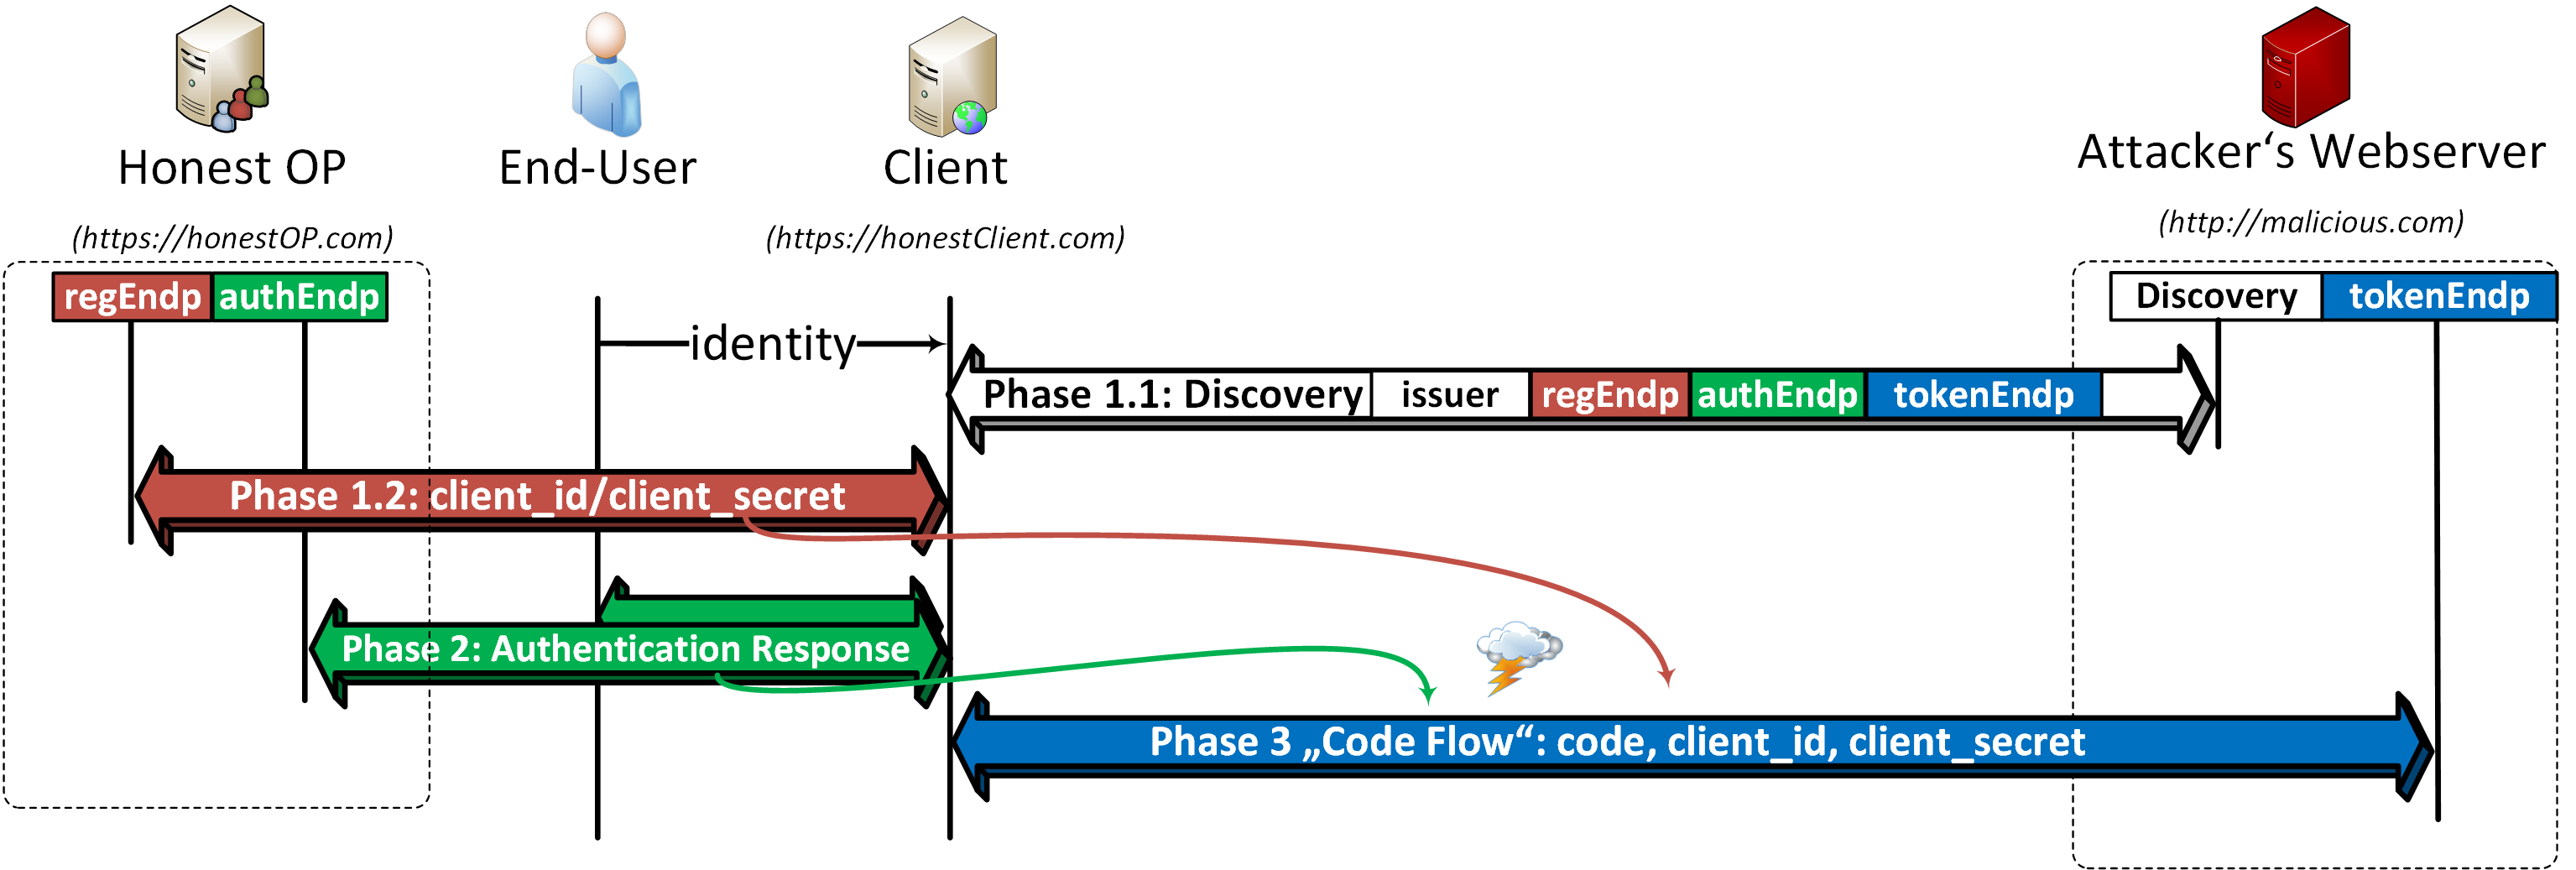 Honest OP
End-User
Client
Attacker‘s Webserver
(https://honestOP.com)
(https://honestClient.com)
(http://malicious.com)
regEndp authEndp
Discovery tokenEndp
identity
Phase 1.1: Discovery issuer regEndp authEndp tokenEndp
Phase 1.2: client_id/client_secret
Phase 2: Authentication Response
Phase 3 „Code Flow“: code, client_id, client_secret